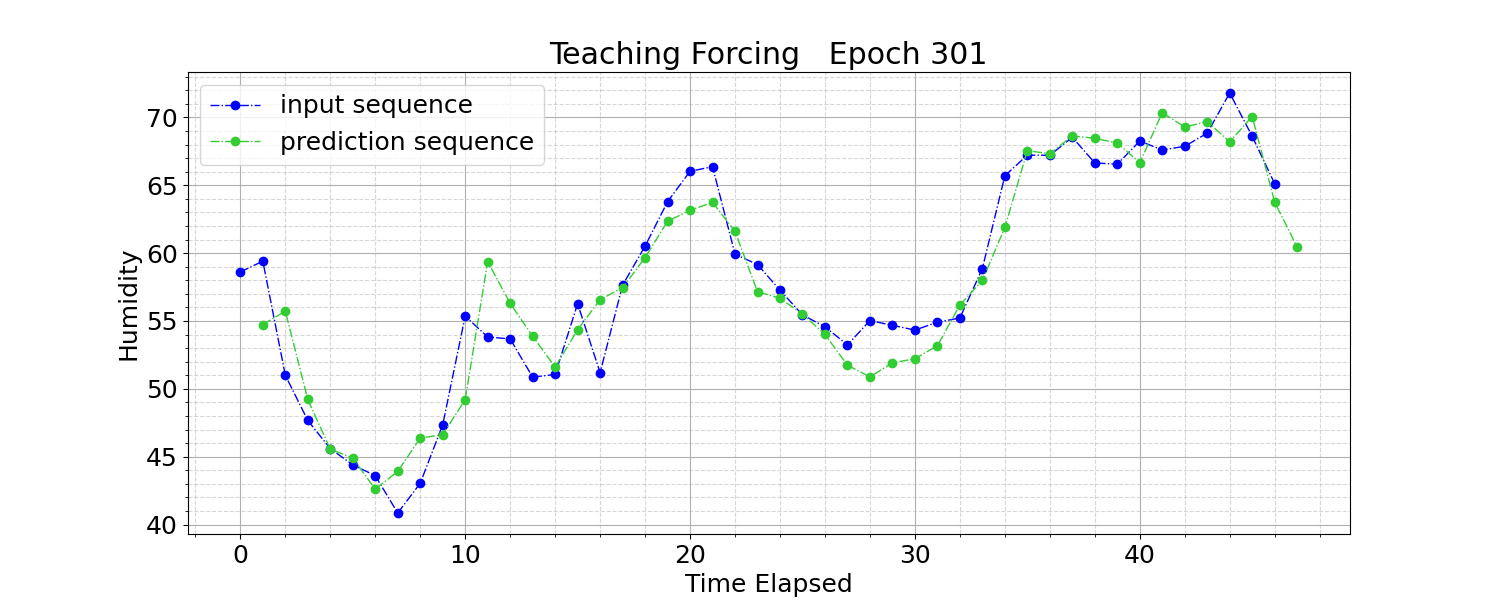 Teaching Forcing   Epoch 301
input sequence
prediction sequence
Humidity
70
65
60
55
50
45
40
0 10 20 30 40
Time Elapsed